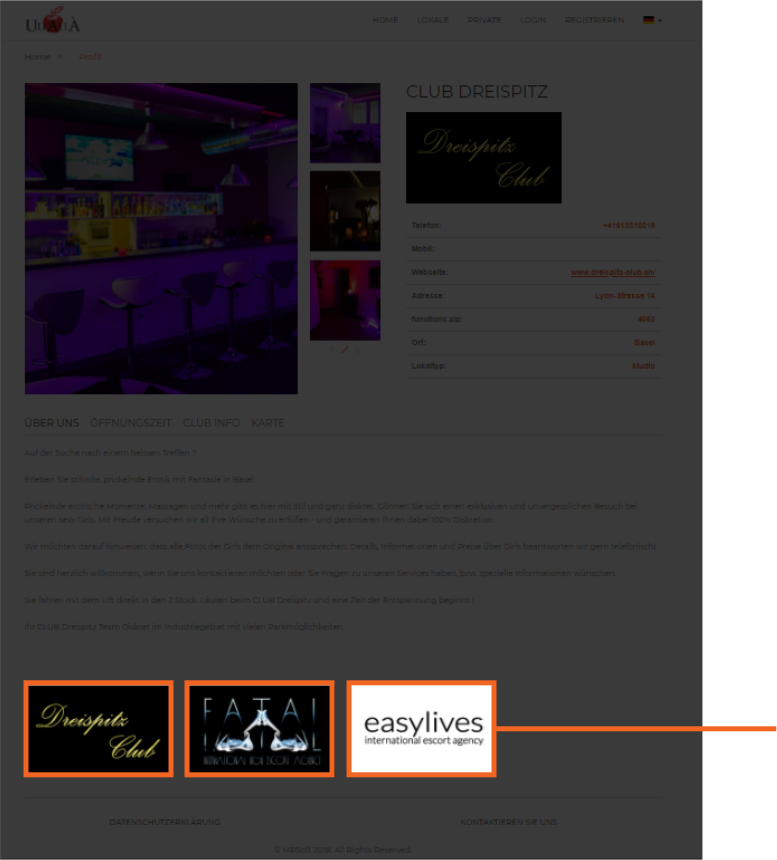 HOME LOKALE PRIVATE LOGIN REGISTRIEREN
Home > Profil
CLUB DREISPITZ
Dreispitz
Club
Telefon:
Mobil:
Webseite: www.dreispitz-club.ch/
Adresse: Lyon-Strasse 14
functions.zip: 4053
Ort: Basel
Lokaltyp: Studio
ÜBER UNS ÖFFNUNGSZEIT CLUB INFO KARTE
Auf der Suche nach einem heissen Treffen ?
Erleben Sie stilvolle, prickelnde Erotik mit Fantasie in Basel.
Prickelnde erotische Momente, Massagen und mehr gibt es hier mit Stil und ganz diskret. Gönnen Sie sich einen exklusiven und unvergesslichen Besuch bei
unseren sexy Girls. Mit Freude versuchen wir all Ihre Wünsche zu erfüllen - und garantieren Ihnen dabei 100% Diskretion.
Wir möchten darauf hinweisen, dass alle Fotos der Girls dem Original entsprechen. Details, Informationen und Preise über Girls beantworten wir gern telefonisch!
Sie sind herzlich willkommen, wenn Sie uns kontaktieren möchten oder Sie Fragen zu unseren Services haben, bzw. spezielle Informationen wünschen.
Sie fahren mit dem Lift direkt in den 2 Stock. Läuten beim CLUB Dreispitz und eine Zeit der Entspannung beginnt !
Ihr CLUB Dreispitz Team Diskret im Industriegebiet mit vielen Parkmöglichkeiten.
Dreispitz
Club
FATAL
INTERNATIONAL HIGH ESCORT AGENCY
easylives
international escort agency
DATENSCHUTZERKLÄRUNG KONTAKTIEREN SIE UNS
© MRSoft 2018. All Rights Reserved.